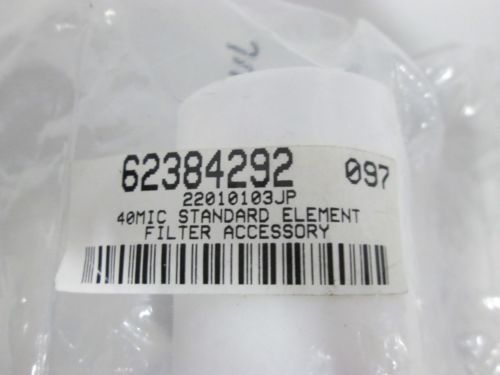 62384292 097
22010103JP
40MIC STANDARD ELEMENT
FILTER ACCESSORY